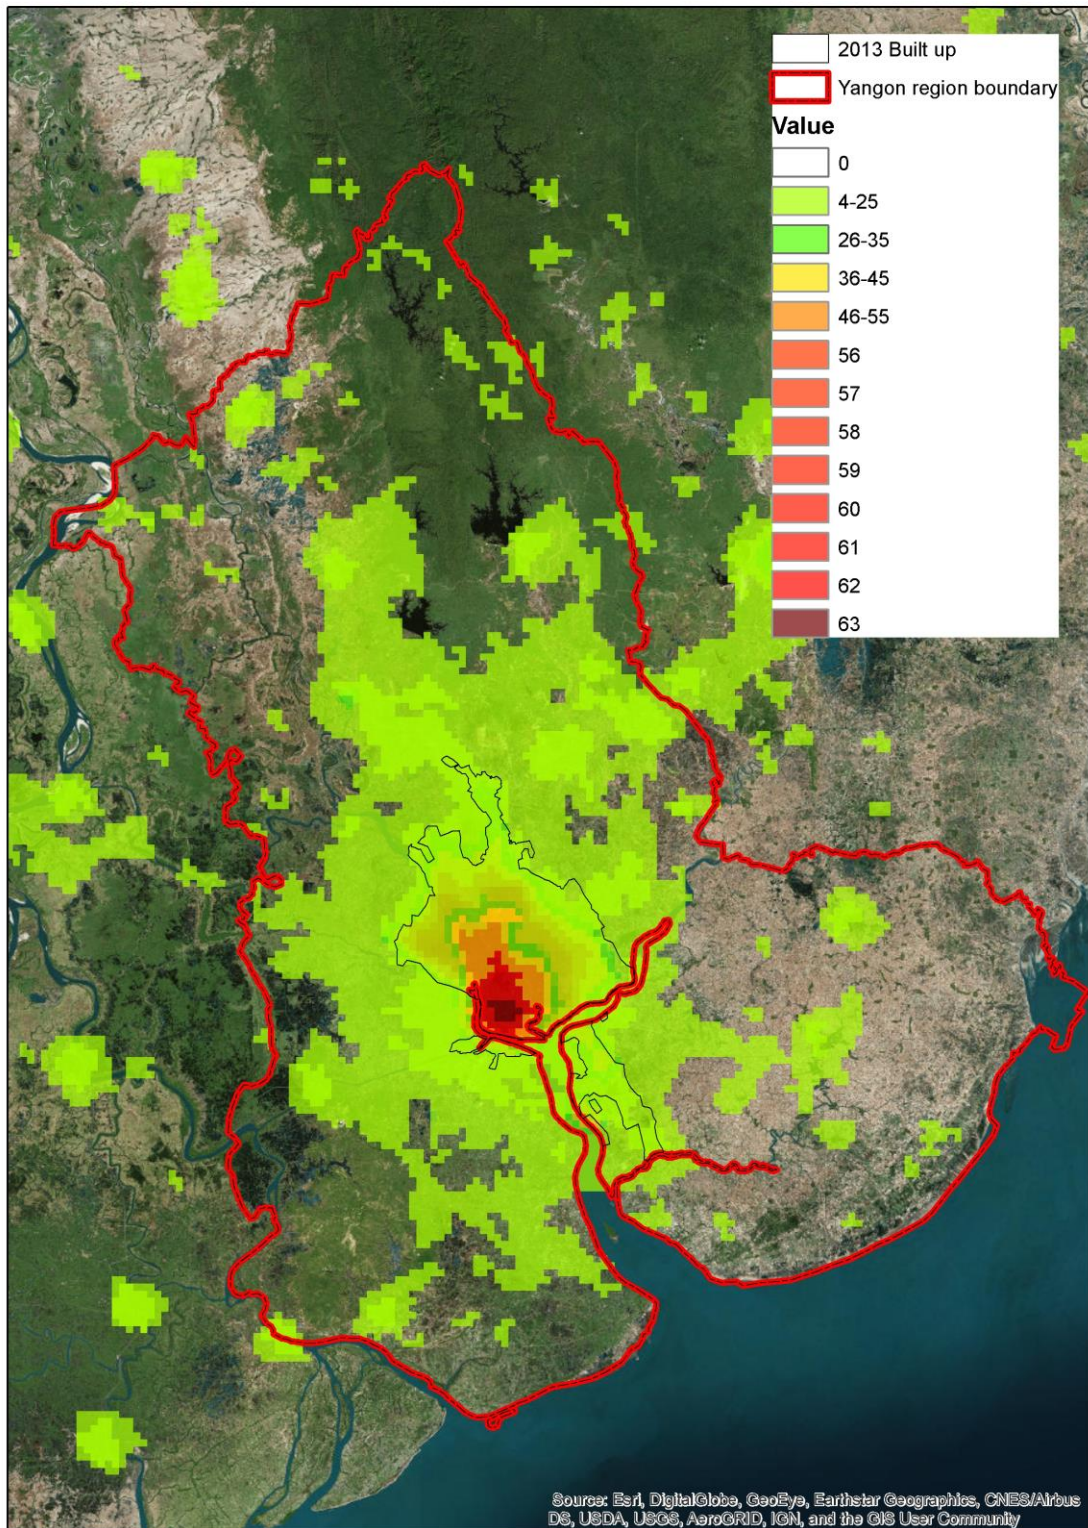 2013 Built up
Yangon region boundary
Value
0
4-25
26-35
36-45
46-55
56
57
58
59
60
61
62
63
Source: Esri, DigitalGlobe, GeoEye, Earthstar Geographics, CNES/Airbus
DS, USDA, USGS, AeroGRID, IGN, and the GIS User Community